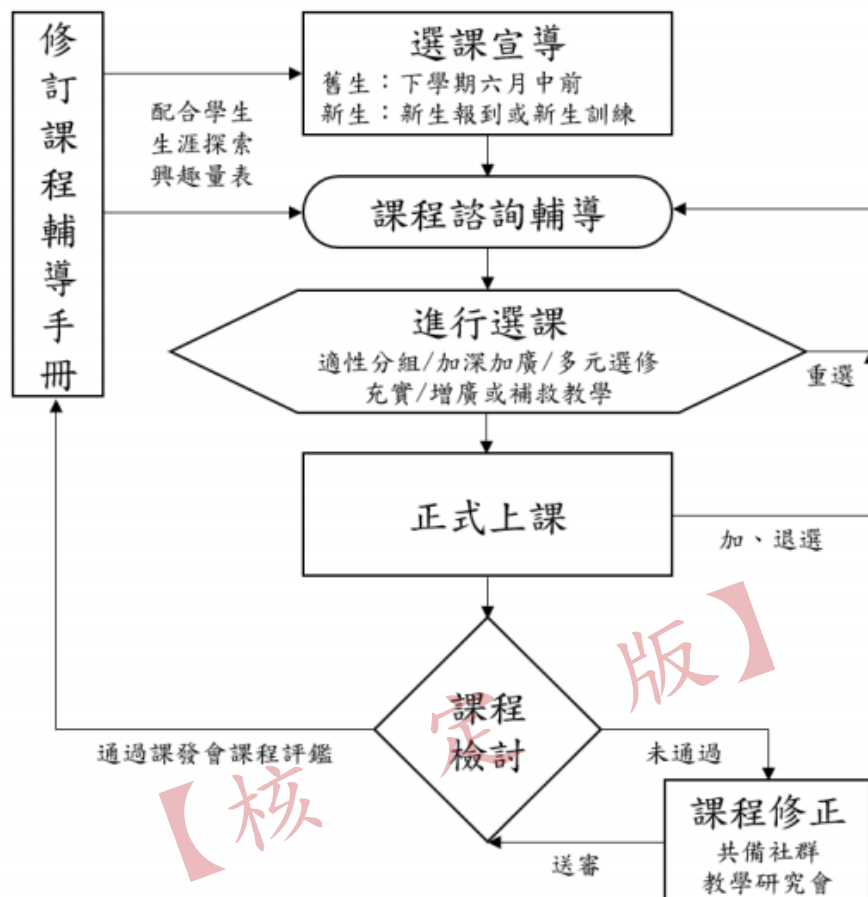 修訂課程輔導手冊
選課宣導
舊生：下學期六月中前
新生：新生報到或新生訓練
配合學生
生涯探索
興趣量表
課程諮詢輔導
進行選課
適性分組/加深加廣/多元選修
充實/增廣或補救教學
重選
正式上課
加、退選
課程
檢討
通過課發會課程評鑑
未通過
課程修正
共備社群
教學研究會
送審
【核定版】